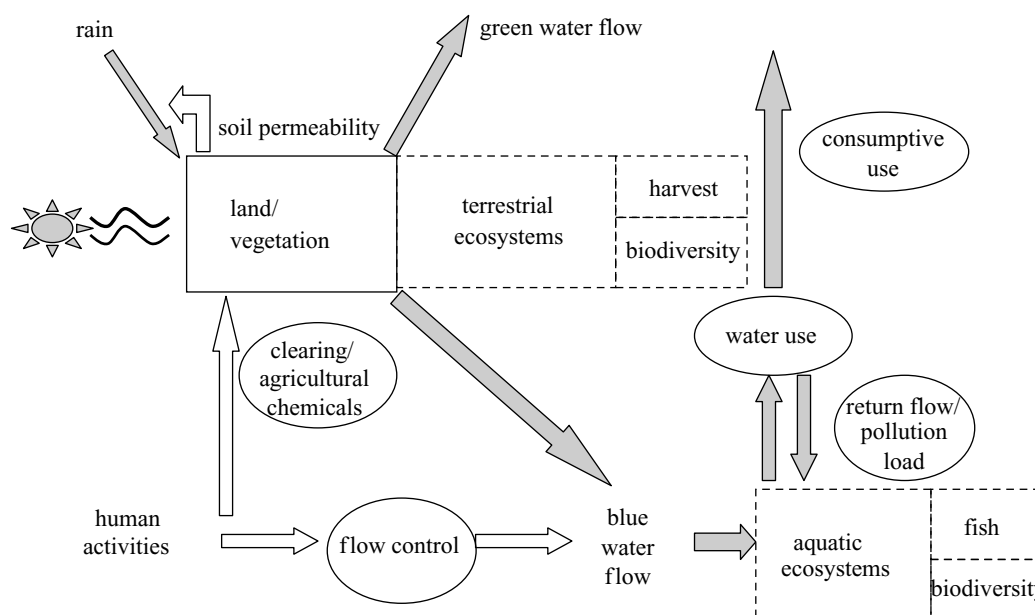 rain
green water flow
soil permeability
consumptive
use
land/
vegetation
terrestrial
ecosystems
harvest
biodiversity
water use
clearing/
agricultural
chemicals
return flow/
pollution
load
human
activities
flow control
blue
water
flow
aquatic
ecosystems
fish
biodiversity